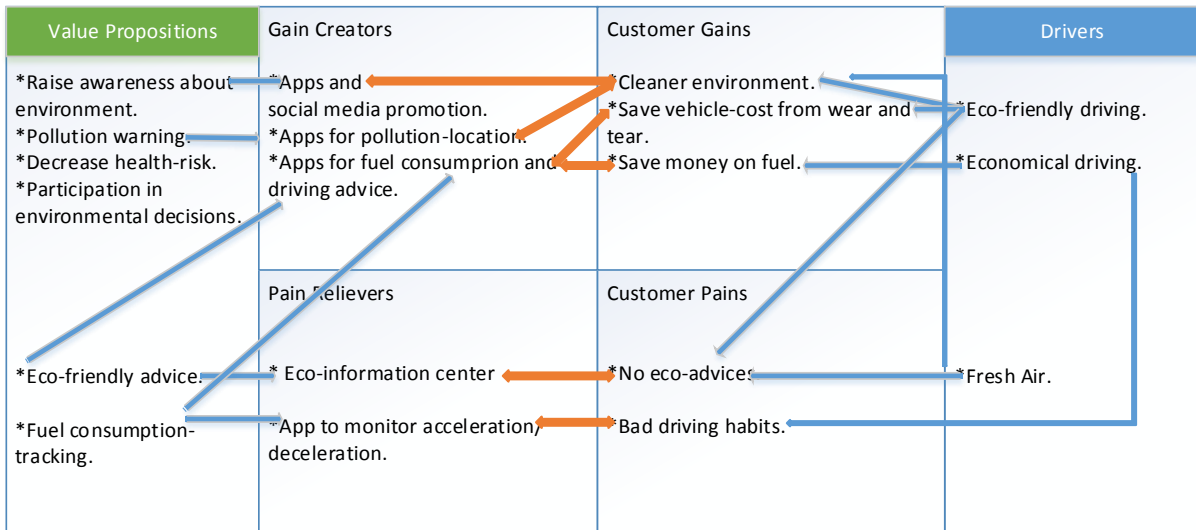 Value Propositions
*Raise awareness about
environment.
*Pollution warning.
*Decrease health-risk.
*Participation in
environmental decisions.
*Eco-friendly advice.
*Fuel consumption-
tracking.
Gain Creators
*Apps and
social media promotion.
*Apps for pollution-location.
*Apps for fuel consumprion and
driving advice.
Pain Relievers
* Eco-information center
*App to monitor acceleration/
deceleration.
Customer Gains
*Cleaner environment.
*Save vehicle-cost from wear and
tear.
*Save money on fuel.
Customer Pains
*No eco-advices
*Bad driving habits.
Drivers
*Eco-friendly driving.
*Economical driving.
*Fresh Air.